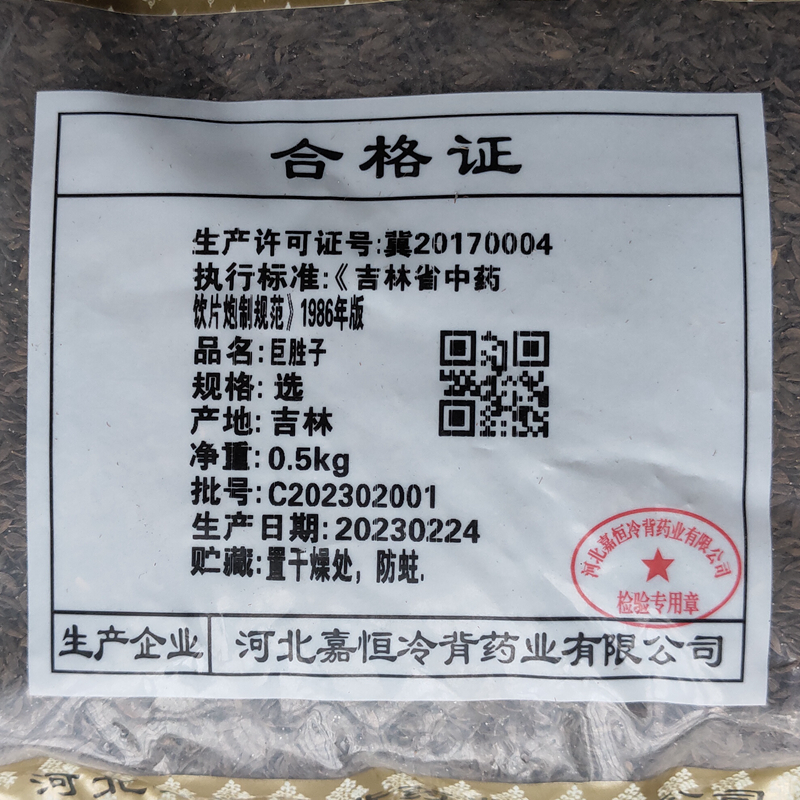 合格证
生产许可证号:冀20170004
执行标准:《吉林省中药
饮片炮制规范》1986年版
品名:巨胜子
规格:选
产地:吉林
净重:0.5kg
批号:C202302001
生产日期:20230224
贮藏:置干燥处，防蛀.
河北嘉恒冷背药业有限公司
检验专用章
生产企业 河北嘉恒冷背药业有限公司
河北